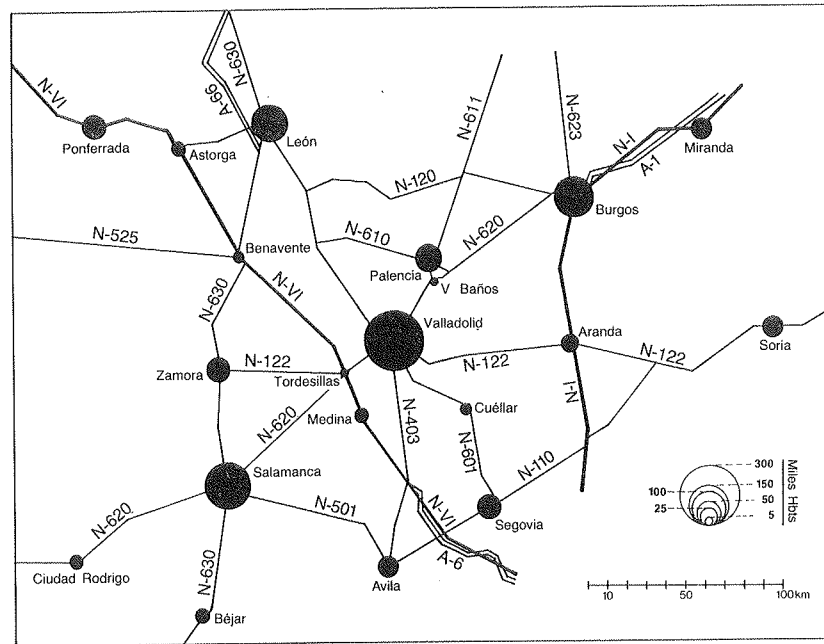 N-VI
A-66
N-630
León
N-611
N-623
N-I
A-1
Miranda
Ponferrada
Astorga
N-120
Burgos
N-525
Benavente
N-610
Palencia
N-620
V Baños
N-630
N-VI
Valladolid
Aranda
N-122
Soria
Zamora
N-122
Tordesillas
N-122
Medina
N-403
Cuéllar
N-I
N-620
Salamanca
N-601
N-110
N-501
N-VI
Segovia
N-620
A-6
Ciudad Rodrigo
N-630
Avila
Béjar
300
150
100
50
25
5
Miles Hbts
10 50 100km